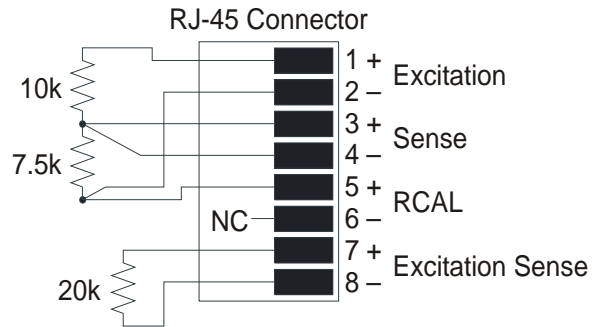 RJ-45 Connector
10k
7.5k
NC
20k
1 +
2 –
Excitation
3 +
4 –
Sense
5 +
6 –
RCAL
7 +
8 –
Excitation Sense